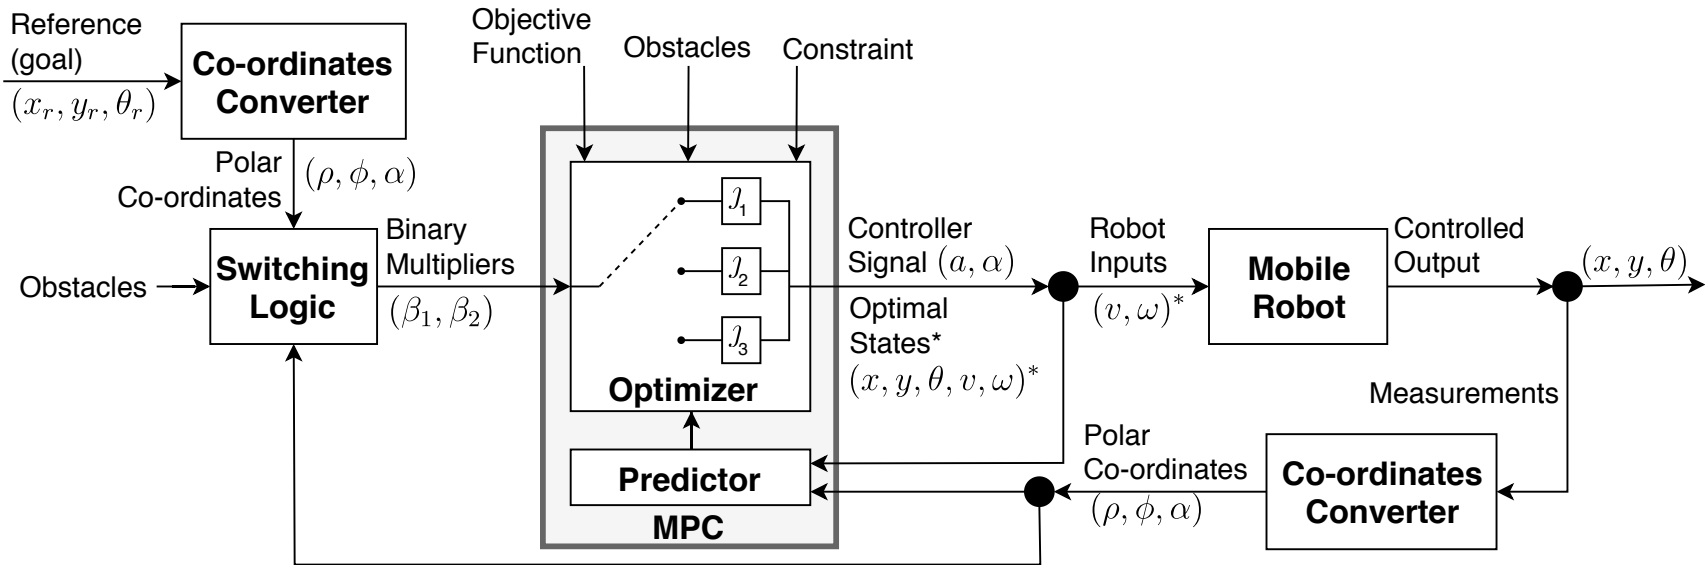 Reference
(goal)
(x_r, y_r, θ_r)
Co-ordinates
Converter
Polar
Co-ordinates
(ρ, ϕ, α)
Obstacles
Switching
Logic
Binary
Multipliers
(β_1, β_2)
Objective
Function
Obstacles
Constraint
J_1
J_2
J_3
Optimizer
Predictor
MPC
Controller
Signal (a, α)
Optimal
States*
(x, y, θ, v, ω)*
Robot
Inputs
(v, ω)*
Mobile
Robot
Controlled
Output
(x, y, θ)
Measurements
Polar
Co-ordinates
(ρ, ϕ, α)
Co-ordinates
Converter